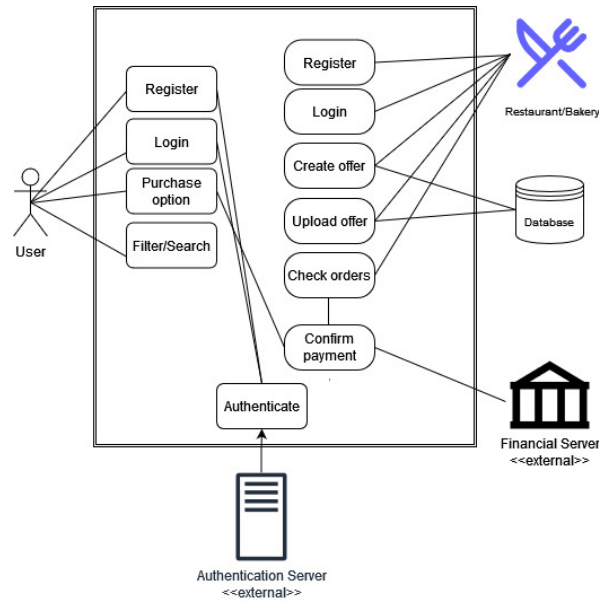 Register
Login
Purchase
option
Filter/Search
User
Register
Login
Create offer
Upload offer
Check orders
Confirm
payment
Authenticate
Restaurant/Bakery
Database
Financial Server
<<external>>
Authentication Server
<<external>>